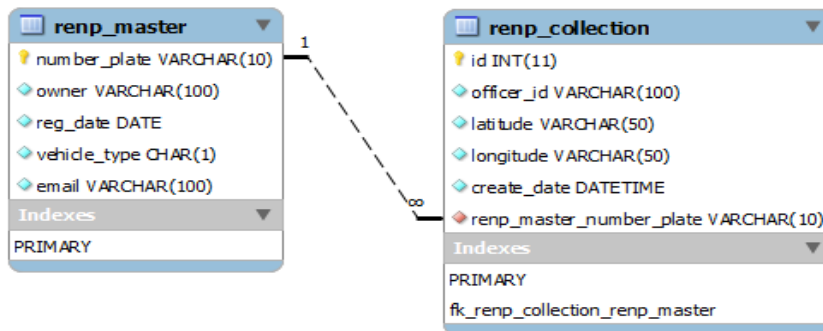 renp_master
number_plate VARCHAR(10)
owner VARCHAR(100)
reg_date DATE
vehicle_type CHAR(1)
email VARCHAR(100)
Indexes
PRIMARY
1
∞
renp_collection
id INT(11)
officer_id VARCHAR(100)
latitude VARCHAR(50)
longitude VARCHAR(50)
create_date DATETIME
renp_master_number_plate VARCHAR(10)
Indexes
PRIMARY
fk_renp_collection_renp_master